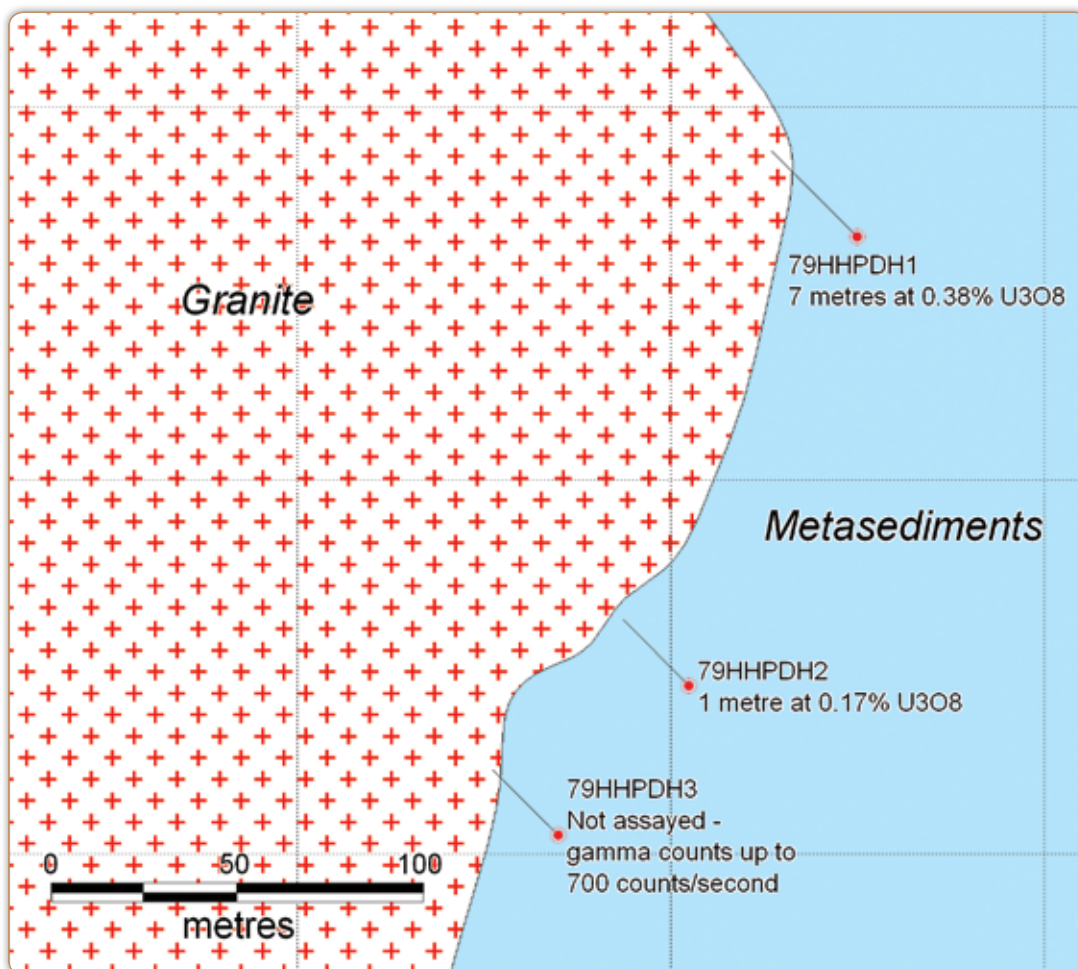 79HHPDH1
7 metres at 0.38% U3O8
Granite
Metasediments
79HHPDH2
1 metre at 0.17% U3O8
79HHPDH3
Not assayed -
gamma counts up to
700 counts/second
0 50 100
metres